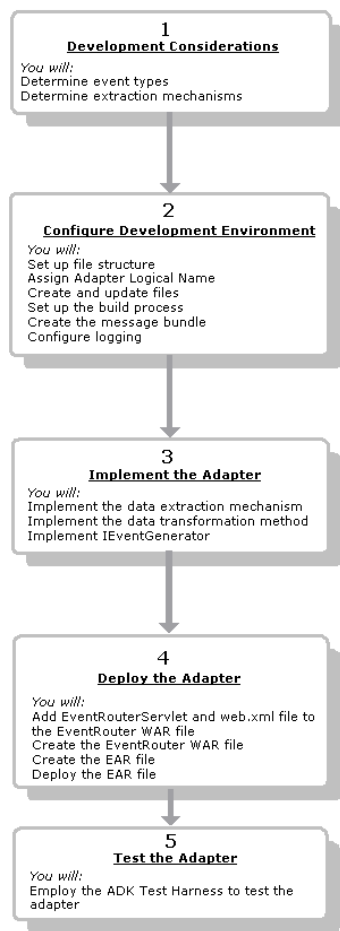 1
Development Considerations
You will:
Determine event types
Determine extraction mechanisms
2
Configure Development Environment
You will:
Set up file structure
Assign Adapter Logical Name
Create and update files
Set up the build process
Create the message bundle
Configure logging
3
Implement the Adapter
You will:
Implement the data extraction mechanism
Implement the data transformation method
Implement IEventGenerator
4
Deploy the Adapter
You will:
Add EventRouterServlet and web.xml file to
the EventRouter WAR file
Create the EventRouter WAR file
Create the EAR file
Deploy the EAR file
5
Test the Adapter
You will:
Employ the ADK Test Harness to test the
adapter